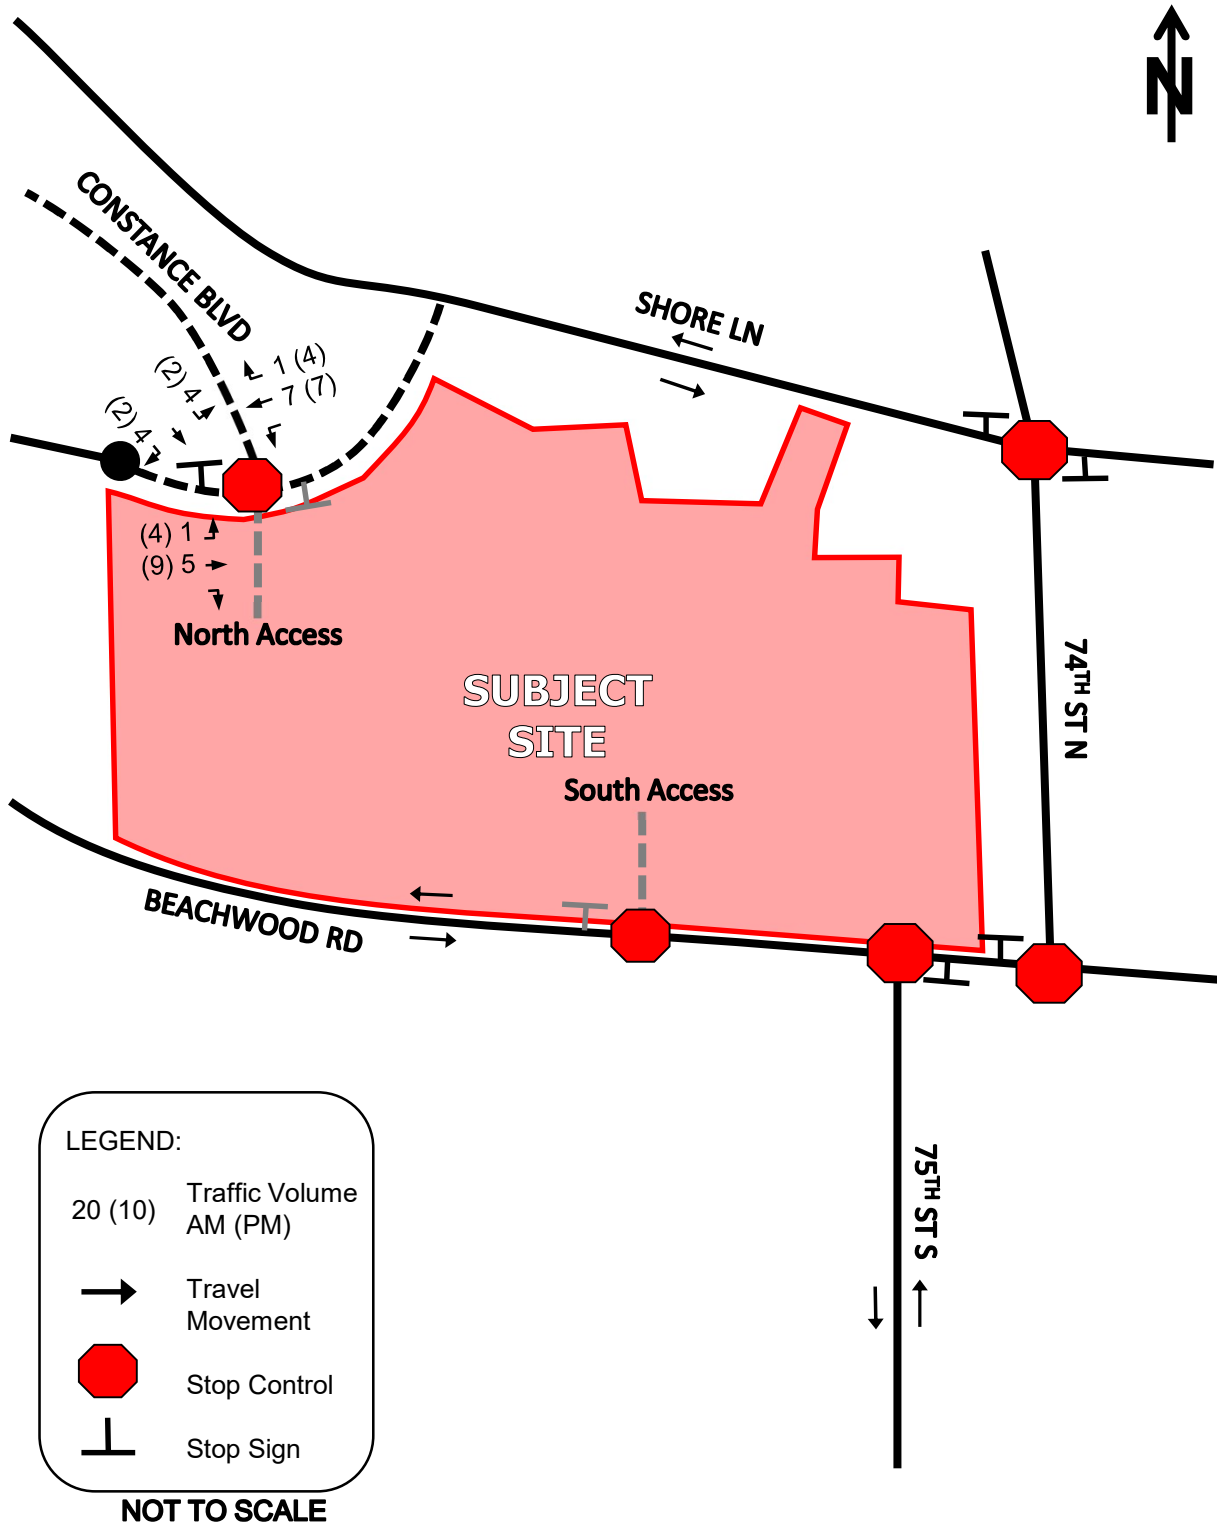 N
CONSTANCE BLVD
SHORE LN
1 (4)
7 (7)
(2) 4
(2) 4
(4) 1
(9) 5
North Access
SUBJECT
SITE
74TH ST N
South Access
BEACHWOOD RD
75TH ST S
LEGEND:
20 (10)
Traffic Volume
AM (PM)
Travel
Movement
Stop Control
Stop Sign
NOT TO SCALE